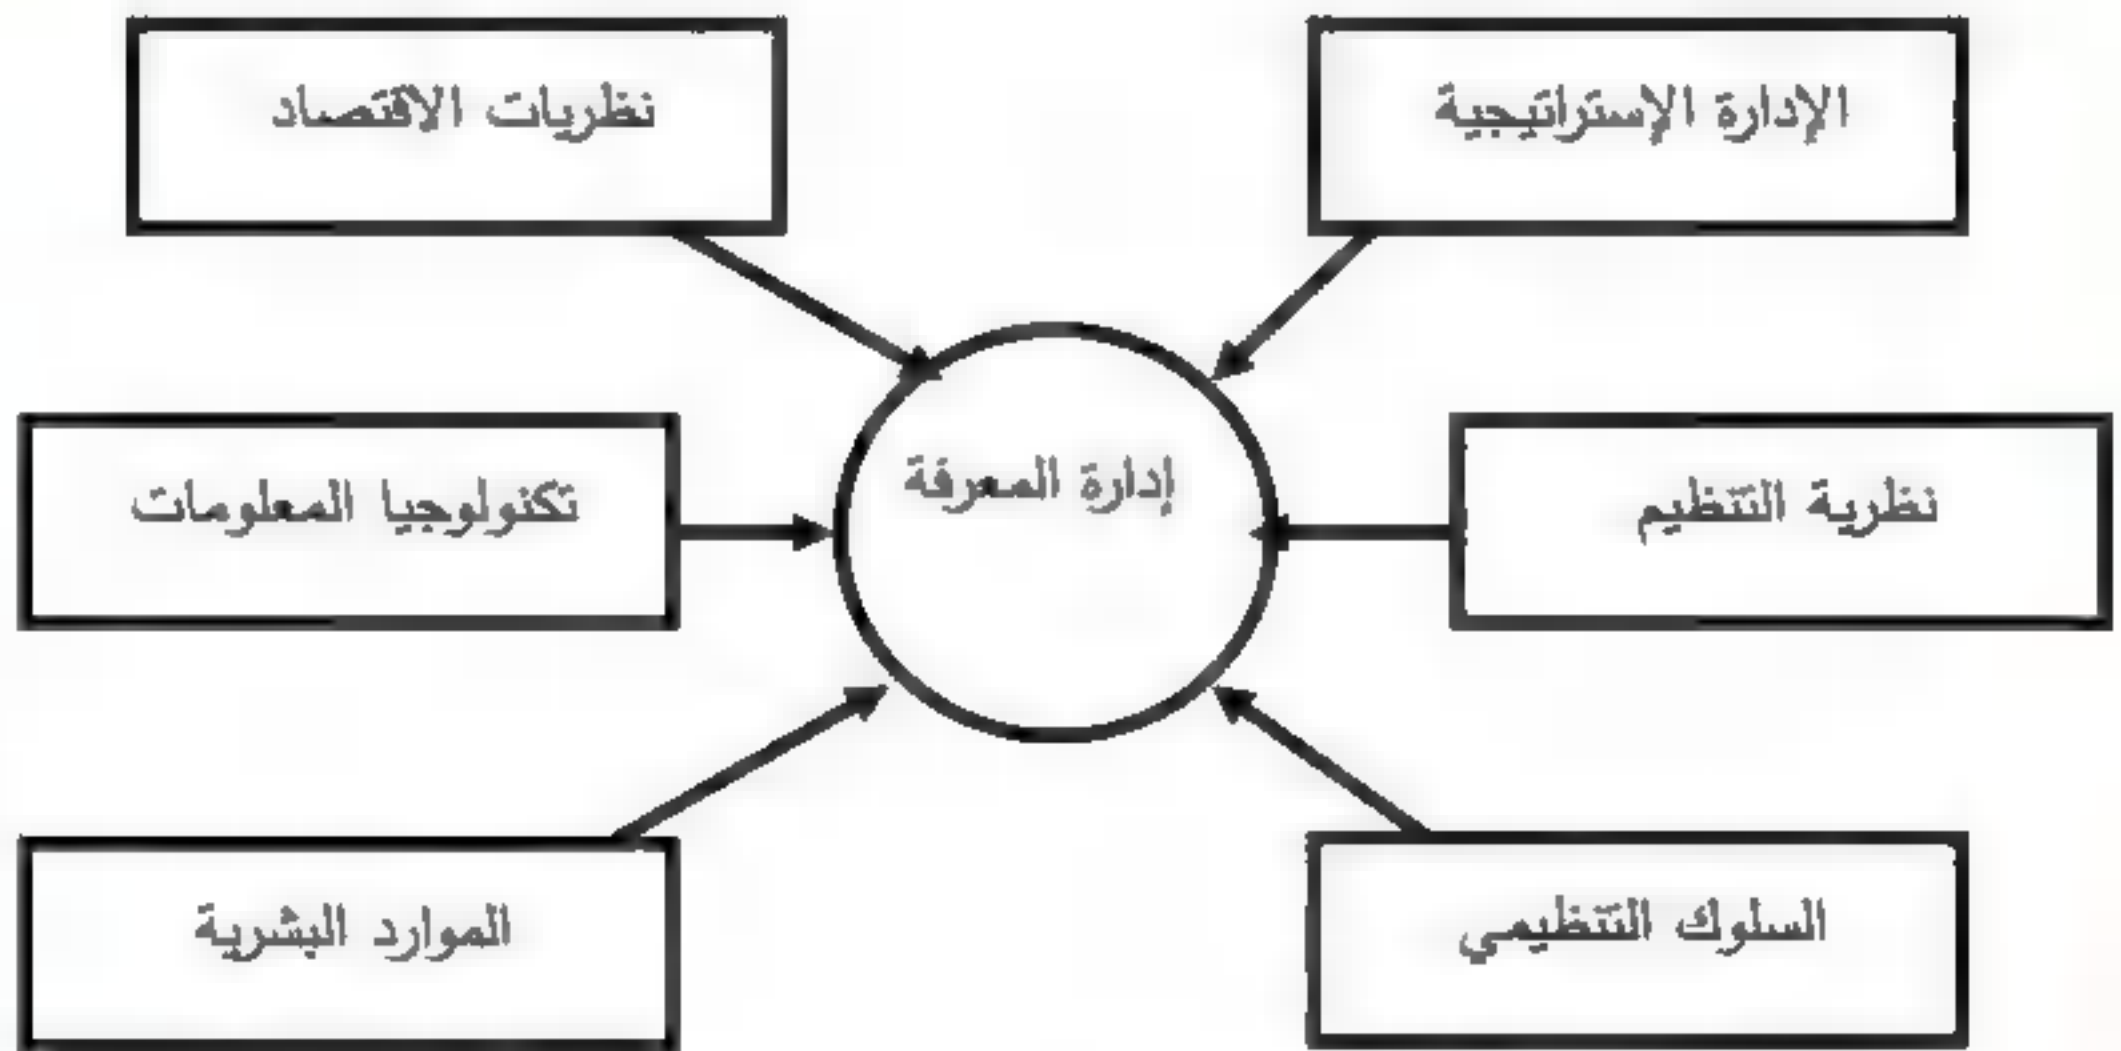 الإدارة الإستراتيجية
نظريات الاقتصاد
نظرية التنظيم
إدارة المعرفة
تكنولوجيا المعلومات
السلوك التنظيمي
الموارد البشرية